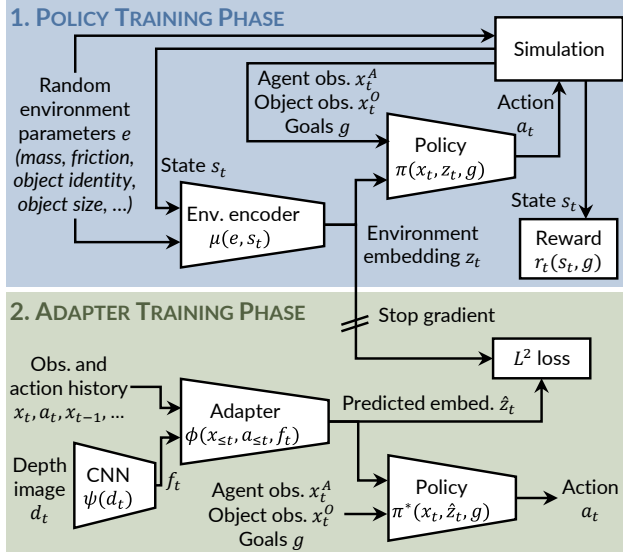 1. POLICY TRAINING PHASE
Simulation
Random
environment
parameters e
(mass, friction,
object identity,
object size, ...)
Agent obs. x_t^A
Object obs. x_t^O
Goals g
Action
a_t
Policy
π(x_t, z_t, g)
State s_t
Env. encoder
μ(e, s_t)
Environment
embedding z_t
State s_t
Reward
r_t(s_t, g)
2. ADAPTER TRAINING PHASE
Stop gradient
L² loss
Obs. and
action history
x_t, a_t, x_{t−1}, ...
Adapter
ϕ(x_{≤t}, a_{≤t}, f_t)
Predicted embed. ẑ_t
Depth
image
d_t
CNN
ψ(d_t)
f_t
Agent obs. x_t^A
Object obs. x_t^O
Goals g
Policy
π*(x_t, ẑ_t, g)
Action
a_t